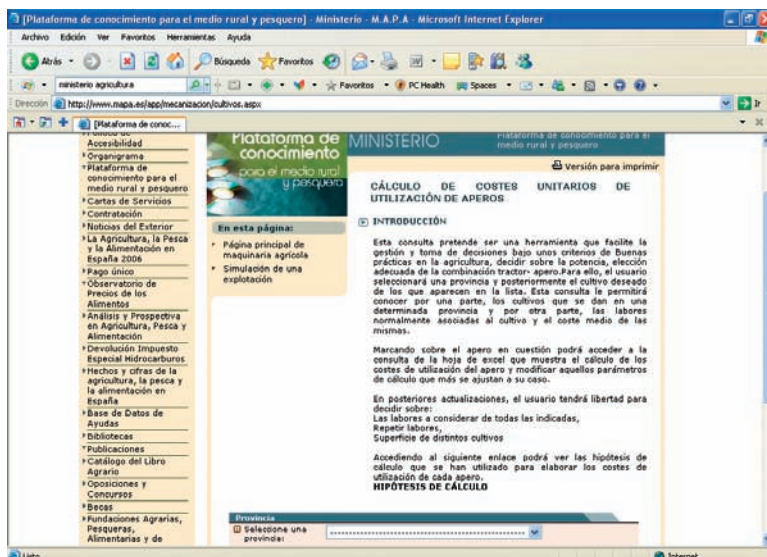 [Plataforma de conocimiento para el medio rural y pesquero] - Ministerio - M.A.P.A - Microsoft Internet Explorer
Archivo Edición Ver Favoritos Herramientas Ayuda
Atrás Búsqueda Favoritos
ministerio agricultura Favoritos PC Health Spaces
Dirección http://www.mapa.es/app/mecanizacion/cultivos.aspx Ir
[Plataforma de conoc...
Accesibilidad
Organigrama
Plataforma de
conocimiento para el
medio rural y pesquero
Cartas de Servicios
Contratación
Noticias del Exterior
La Agricultura, la Pesca
y la Alimentación en
España 2006
Pago único
Observatorio de
Precios de los
Alimentos
Análisis y Prospectiva
en Agricultura, Pesca y
Alimentación
Devolución Impuesto
Especial Hidrocarburos
Hechos y cifras de la
agricultura, la pesca y
la alimentación en
España
Base de Datos de
Ayudas
Bibliotecas
Publicaciones
Catálogo del Libro
Agrario
Oposiciones y
Concursos
Becas
Fundaciones Agrarias,
Pesqueras,
Alimentarias y de
Plataforma de
conocimiento
para el medio rural
y pesquero
En esta página:
Página principal de
maquinaria agrícola
Simulación de una
explotación
MINISTERIO
Plataforma de conocimiento para el
medio rural y pesquero
Versión para imprimir
CÁLCULO DE COSTES UNITARIOS DE
UTILIZACIÓN DE APEROS
INTRODUCCIÓN
Esta consulta pretende ser una herramienta que facilite la
gestión y toma de decisiones bajo unos criterios de Buenas
prácticas en la agricultura, decidir sobre la potencia, elección
adecuada de la combinación tractor- apero.Para ello, el usuario
seleccionará una provincia y posteriormente el cultivo deseado
de los que aparecen en la lista. Esta consulta le permitirá
conocer por una parte, los cultivos que se dan en una
determinada provincia y por otra parte, las labores
normalmente asociadas al cultivo y el coste medio de las
mismas.
Marcando sobre el apero en cuestión podrá acceder a la
consulta de la hoja de excel que muestra el cálculo de los
costes de utilización del apero y modificar aquellos parámetros
de cálculo que más se ajustan a su caso.
En posteriores actualizaciones, el usuario tendrá libertad para
decidir sobre:
Las labores a considerar de todas las indicadas,
Repetir labores,
Superficie de distintos cultivos
Accediendo al siguiente enlace podrá ver las hipótesis de
cálculo que se han utilizado para elaborar los costes de
utilización de cada apero.
HIPÓTESIS DE CÁLCULO
Provincia
Seleccione una
provincia:
Listo Internet